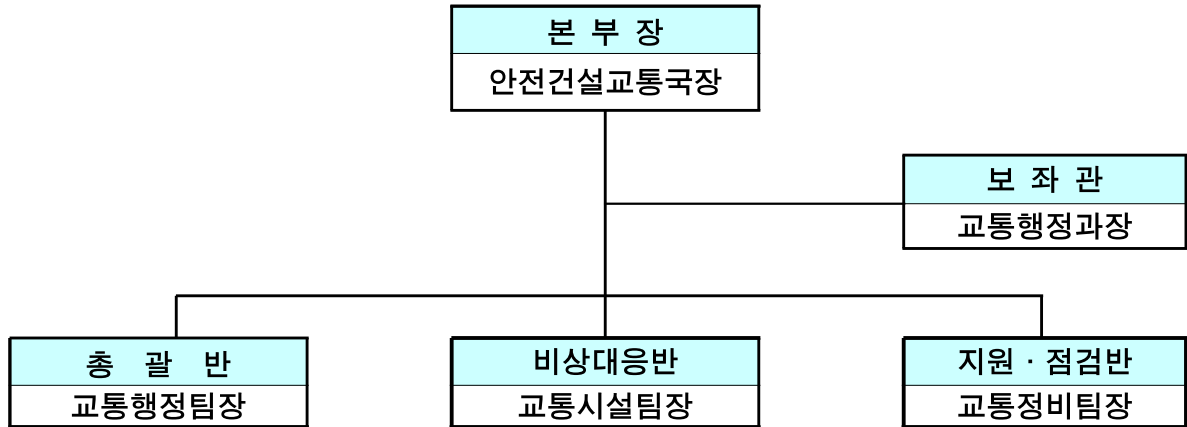 본 부 장
안전건설교통국장
보 좌 관
교통행정과장
총 괄 반
교통행정팀장
비상대응반
교통시설팀장
지원 · 점검반
교통정비팀장